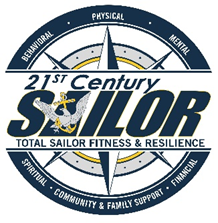 BEHAVIORAL PHYSICAL MENTAL
21ST Century
SAILOR
TOTAL SAILOR FITNESS & RESILIENCE
SPIRITUAL • COMMUNITY & FAMILY SUPPORT • FINANCIAL